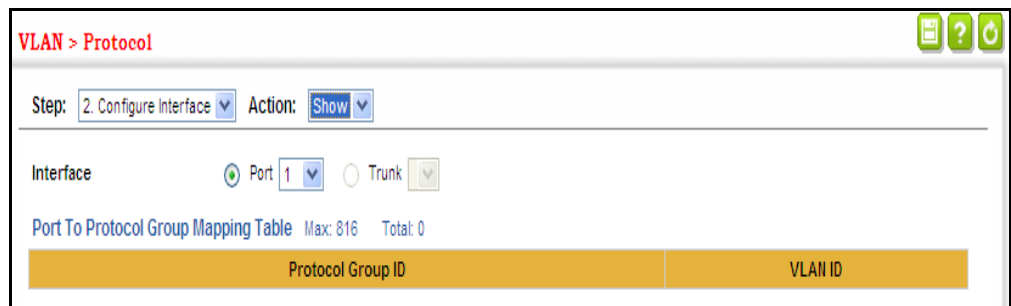 VLAN > Protocol
?
Step: 2. Configure Interface Action: Show
Interface Port 1 Trunk
Port To Protocol Group Mapping Table Max: 816 Total: 0
Protocol Group ID VLAN ID